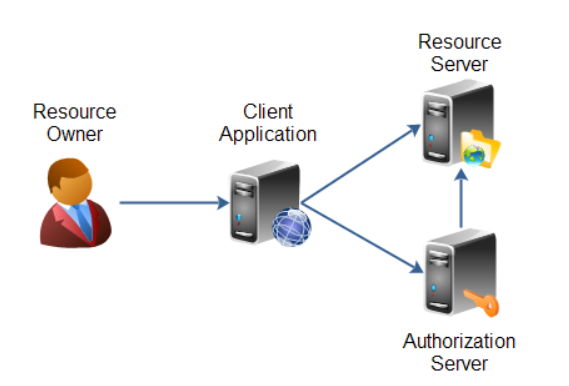 Resource
Owner
Client
Application
Resource
Server
Authorization
Server